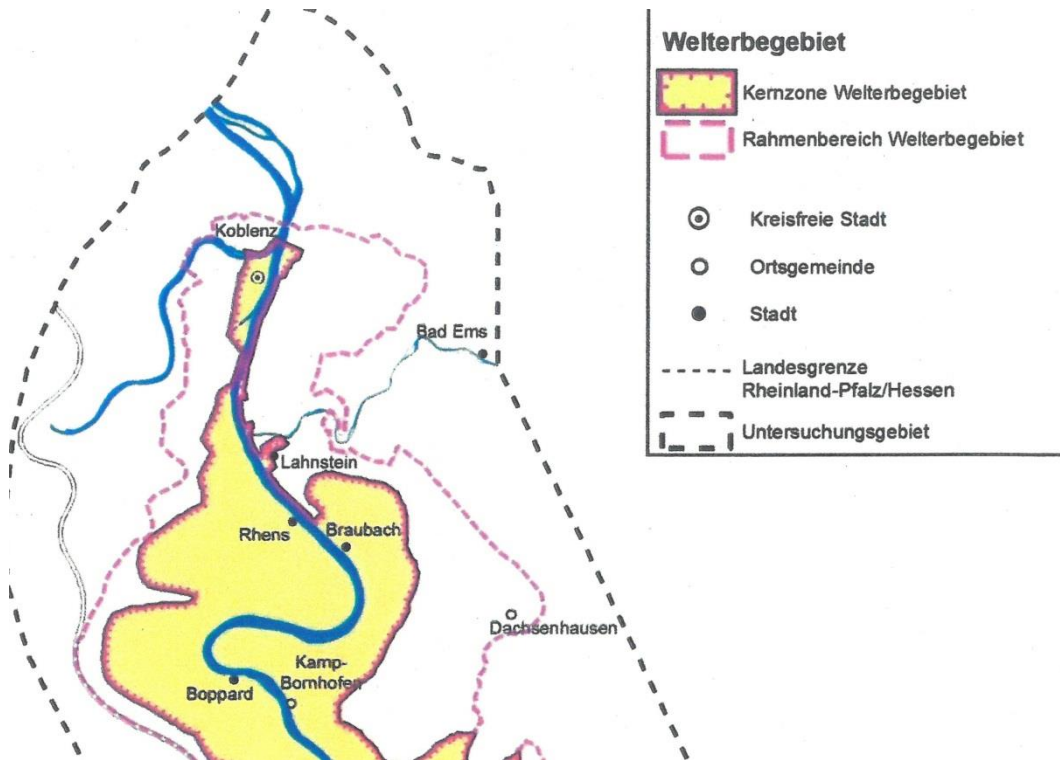 Welterbegebiet
Kernzone Welterbegebiet
Rahmenbereich Welterbegebiet
Kreisfreie Stadt
Ortsgemeinde
Stadt
Landesgrenze
Rheinland-Pfalz/Hessen
Untersuchungsgebiet
Koblenz
Bad Ems
Lahnstein
Rhens
Braubach
Dachsenhausen
Kamp-
Bornhofen
Boppard